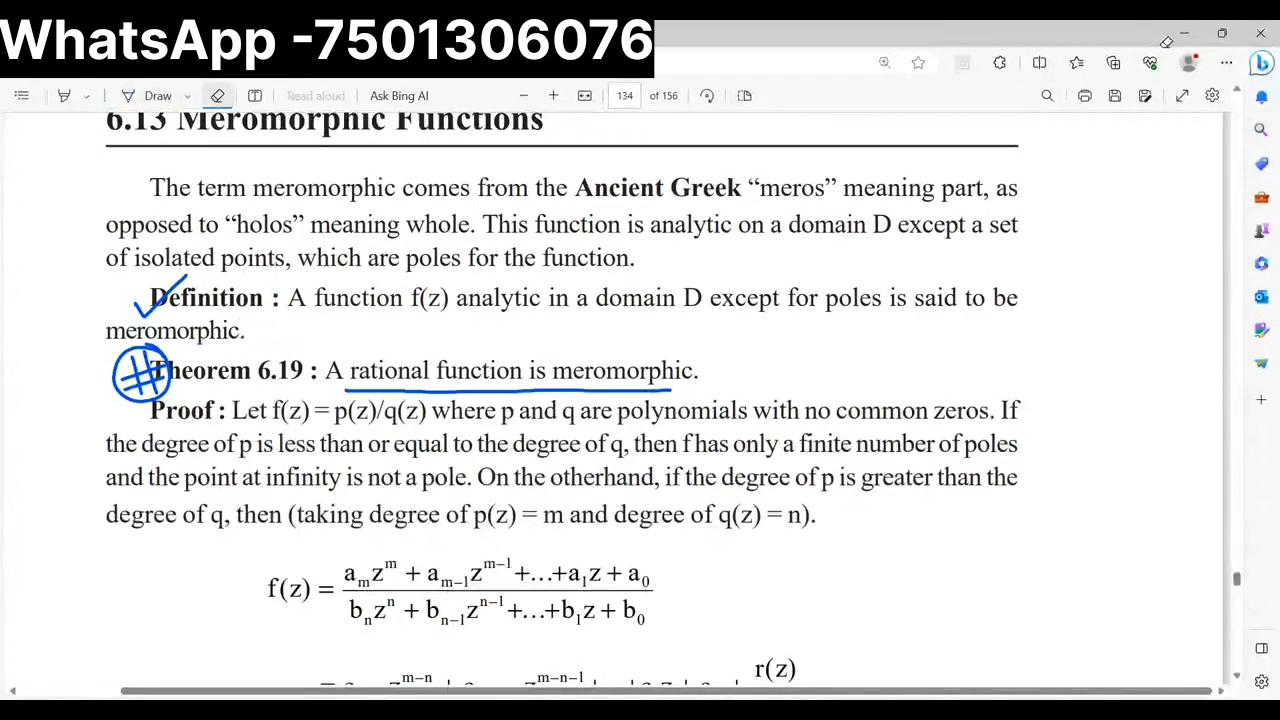 WhatsApp -7501306076
Draw
Read aloud
Ask Bing AI
134 of 156
6.13 Meromorphic Functions
The term meromorphic comes from the Ancient Greek “meros” meaning part, as
opposed to “holos” meaning whole. This function is analytic on a domain D except a set
of isolated points, which are poles for the function.
Definition : A function f(z) analytic in a domain D except for poles is said to be
meromorphic.
Theorem 6.19 : A rational function is meromorphic.
Proof : Let f(z) = p(z)/q(z) where p and q are polynomials with no common zeros. If
the degree of p is less than or equal to the degree of q, then f has only a finite number of poles
and the point at infinity is not a pole. On the otherhand, if the degree of p is greater than the
degree of q, then (taking degree of p(z) = m and degree of q(z) = n).
f(z) = (a_m z^m + a_{m–1} z^{m–1} +...+a_1 z + a_0) / (b_n z^n + b_{n–1} z^{n–1} +...+b_1 z + b_0)
z^{m–n} z^{m–n–1} r(z)